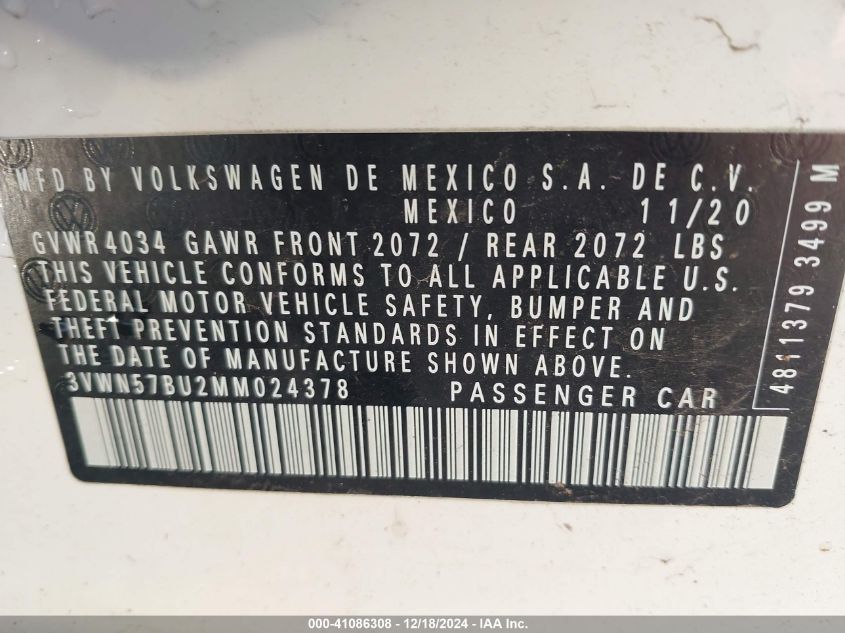 MFD BY VOLKSWAGEN DE MEXICO S.A. DE C.V.
MEXICO 11/20
GVWR4034 GAWR FRONT 2072 / REAR 2072 LBS
THIS VEHICLE CONFORMS TO ALL APPLICABLE U.S.
FEDERAL MOTOR VEHICLE SAFETY, BUMPER AND
THEFT PREVENTION STANDARDS IN EFFECT ON
THE DATE OF MANUFACTURE SHOWN ABOVE.
3VWN57BU2MM024378 PASSENGER CAR
4811379 3499 M
000-41086308 - 12/18/2024 - IAA Inc.